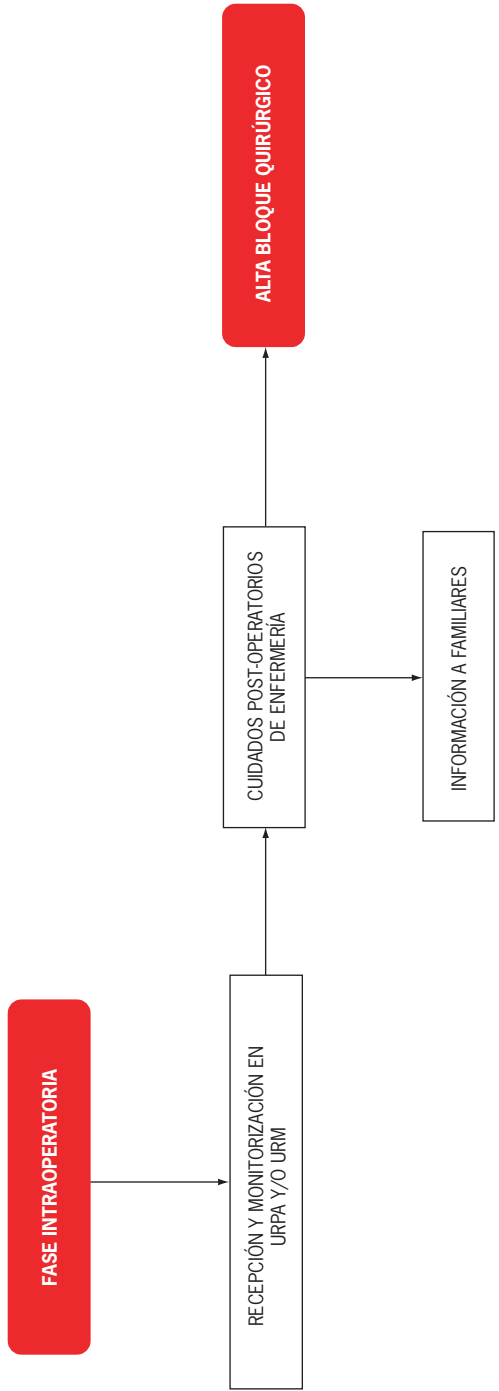 FASE INTRAOPERATORIA
RECEPCIÓN Y MONITORIZACIÓN EN
URPA Y/O URM
CUIDADOS POST-OPERATORIOS
DE ENFERMERÍA
INFORMACIÓN A FAMILIARES
ALTA BLOQUE QUIRÚRGICO